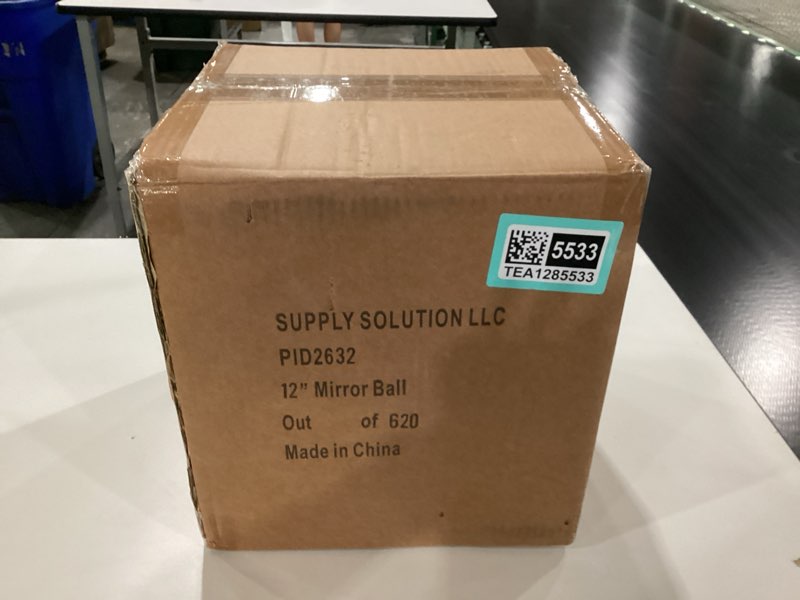 5533
TEA1285533
SUPPLY SOLUTION LLC
PID2632
12" Mirror Ball
Out of 620
Made in China